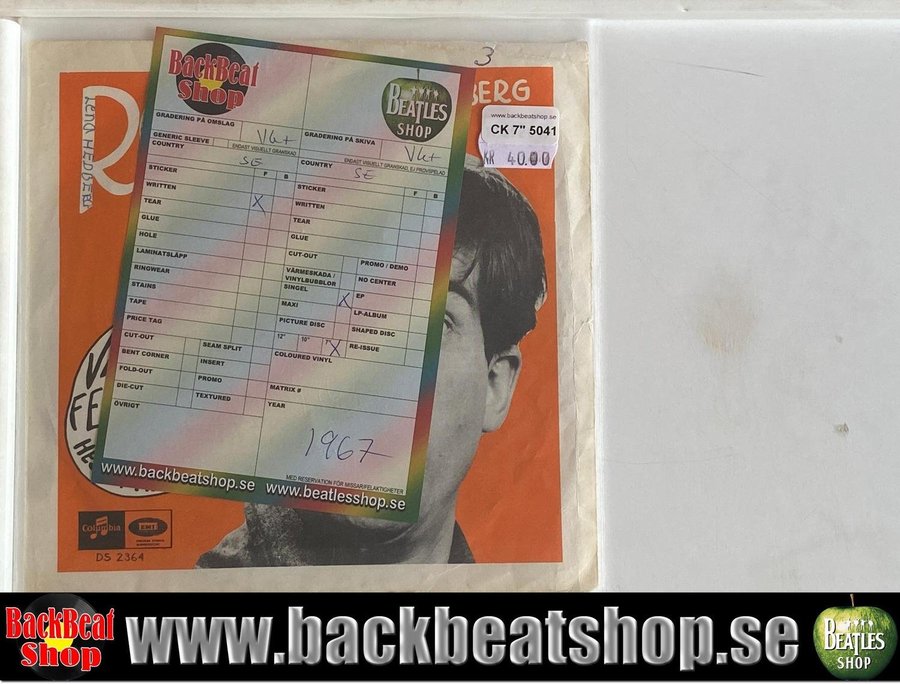 3
R
BERG
LENA HEDBERG
www.backbeatshop.se
CK 7" 5041
KR 40.00
BackBeat
Shop
BEATLES
SHOP
GRADERING PÅ OMSLAG
VG+
GRADERING PÅ SKIVA
VG+
GENERIC SLEEVE
ENDAST VISUELLT GRANSKAD
ENDAST VISUELLT GRANSKAD, EJ PROVSPELAD
COUNTRY
SE
COUNTRY
SE
F B
F B
STICKER
WRITTEN
TEAR X
GLUE
HOLE
LAMINATSLÄPP
RINGWEAR
STAINS
TAPE
PRICE TAG
CUT-OUT
SEAM SPLIT
BENT CORNER
INSERT
FOLD-OUT
PROMO
DIE-CUT
TEXTURED
ÖVRIGT
STICKER
WRITTEN
TEAR
GLUE
CUT-OUT
PROMO / DEMO
VÄRMESKADA /
VINYLBUBBLOR
NO CENTER
SINGEL X
EP
MAXI
LP-ALBUM
PICTURE DISC
SHAPED DISC
12" 10" 7" X
RE-ISSUE
COLOURED VINYL
MATRIX #
YEAR
1967
MED RESERVATION FÖR MISSAR/FELAKTIGHETER
www.backbeatshop.se
www.beatlesshop.se
FE
Columbia
EMI
DS 2364
BackBeat
Shop
www.backbeatshop.se
BEATLES
SHOP